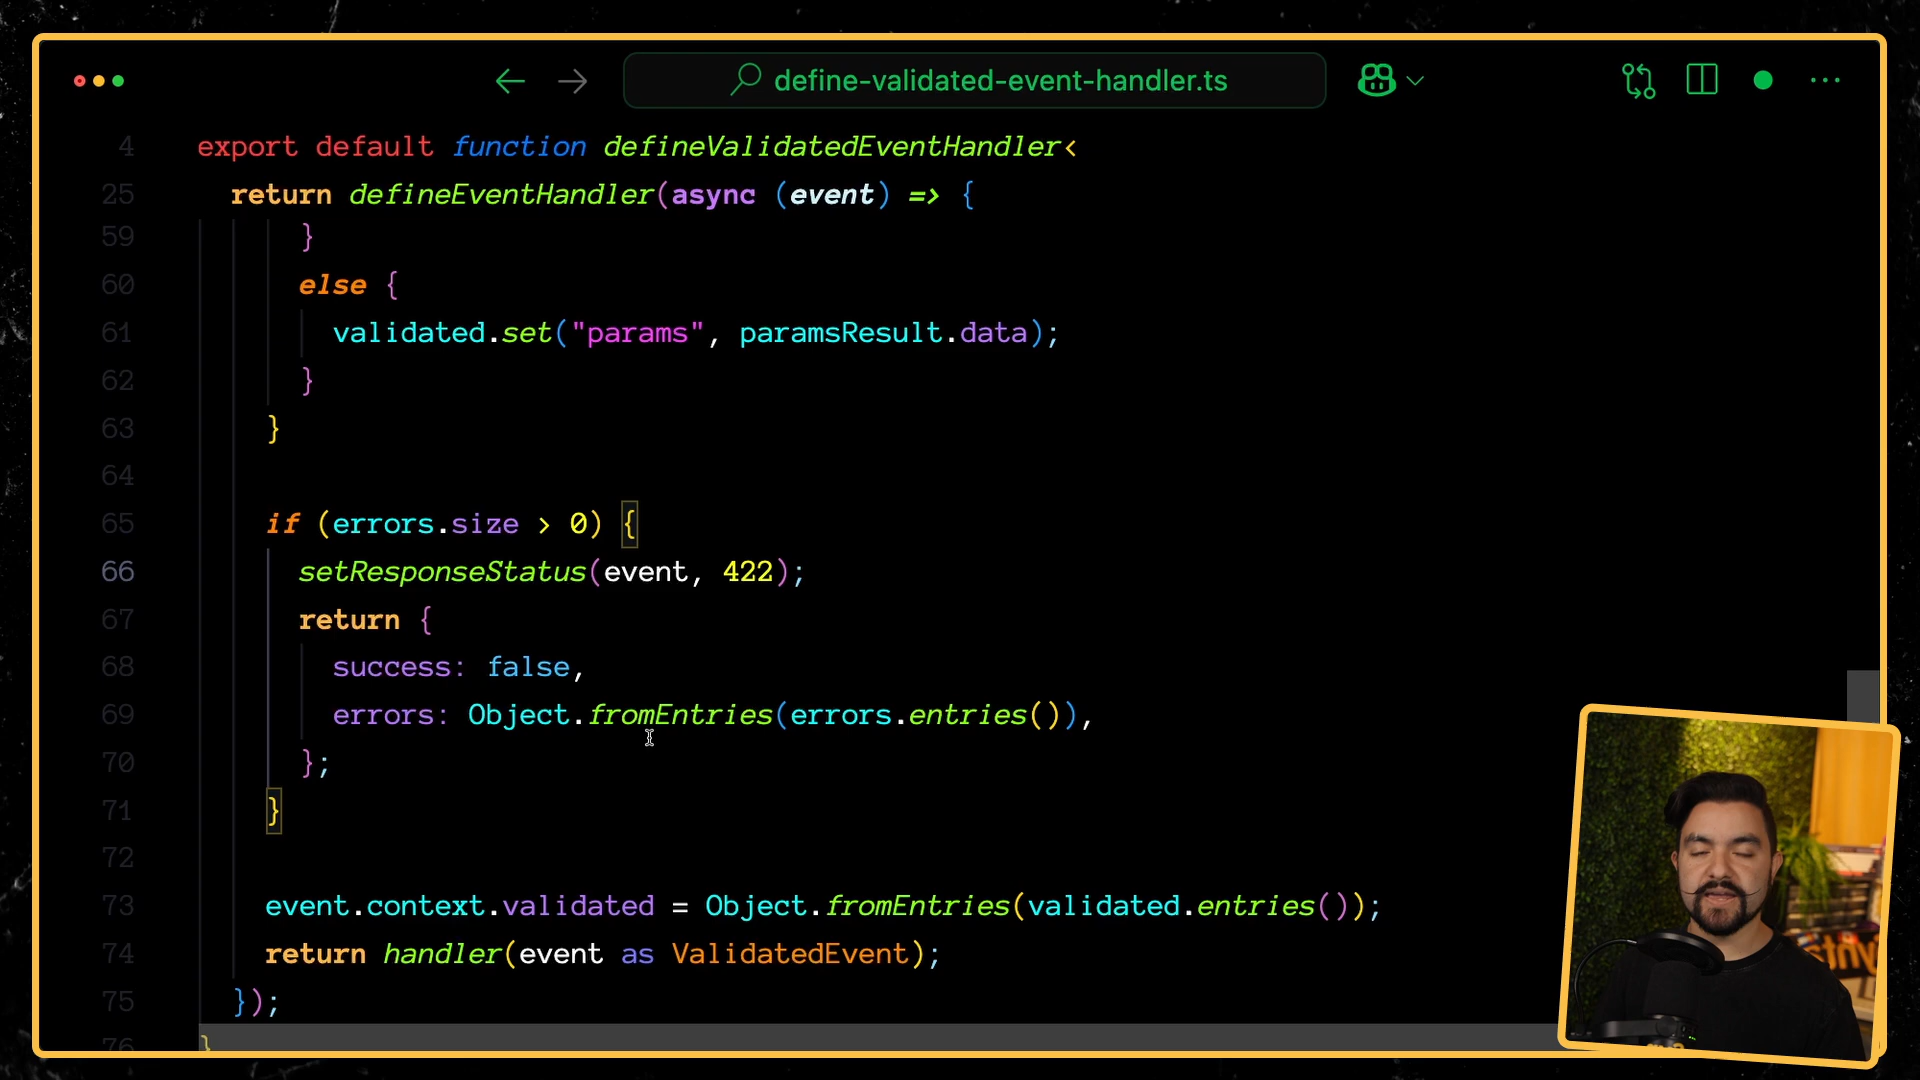 define-validated-event-handler.ts
4 export default function defineValidatedEventHandler<
25 return defineEventHandler(async (event) => {
59 }
60 else {
61 validated.set("params", paramsResult.data);
62 }
63 }
64
65 if (errors.size > 0) {
66 setResponseStatus(event, 422);
67 return {
68 success: false,
69 errors: Object.fromEntries(errors.entries()),
70 };
71 }
72
73 event.context.validated = Object.fromEntries(validated.entries());
74 return handler(event as ValidatedEvent);
75 });
76 }